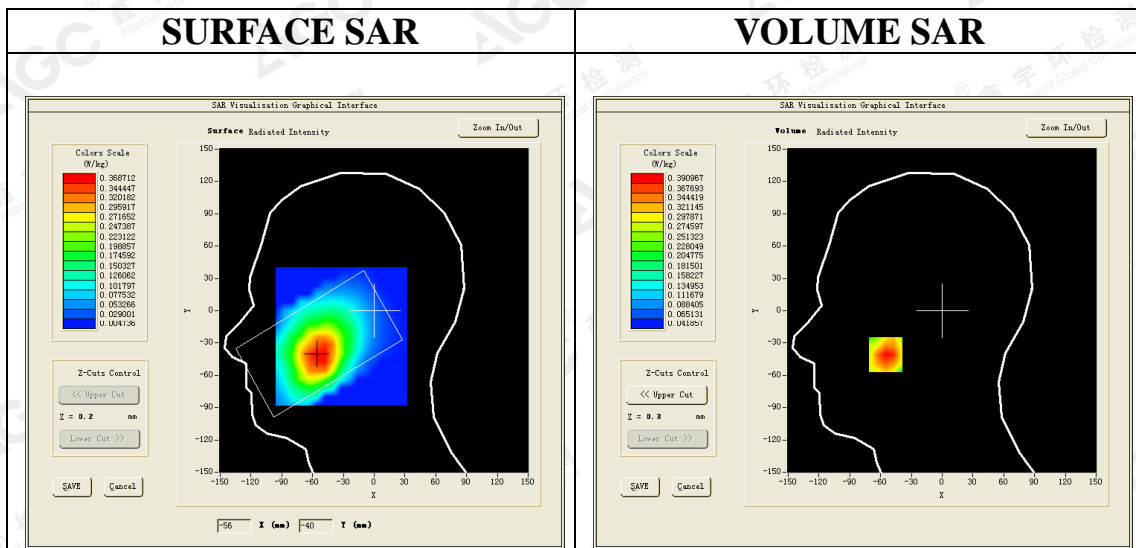 SURFACE SAR
VOLUME SAR
SAR Visualisation Graphical Interface
Surface Radiated Intensity
Zoom In/Out
Colors Scale
(W/kg)
0.368712
0.344447
0.320182
0.295917
0.271652
0.247387
0.223122
0.198857
0.174592
0.150327
0.126062
0.101797
0.077532
0.053266
0.029001
0.004736
Z-Cuts Control
<< Upper Cut
Z = 0.2 mm
Lower Cut >>
SAVE Cancel
150
120
90
60
30
0
-30
-60
-90
-120
-150
Y
-150 -120 -90 -60 -30 0 30 60 90 120 150
X
-56 X (mm) -40 Y (mm)
SAR Visualisation Graphical Interface
Volume Radiated Intensity
Zoom In/Out
Colors Scale
(W/kg)
0.390967
0.367693
0.344419
0.321145
0.297871
0.274597
0.251323
0.228049
0.204775
0.181501
0.158227
0.134953
0.111679
0.088405
0.065131
0.041857
Z-Cuts Control
<< Upper Cut
Z = 0.3 mm
Lower Cut >>
SAVE Cancel
150
120
90
60
30
0
-30
-60
-90
-120
-150
Y
-150 -120 -90 -60 -30 0 30 60 90 120 150
X